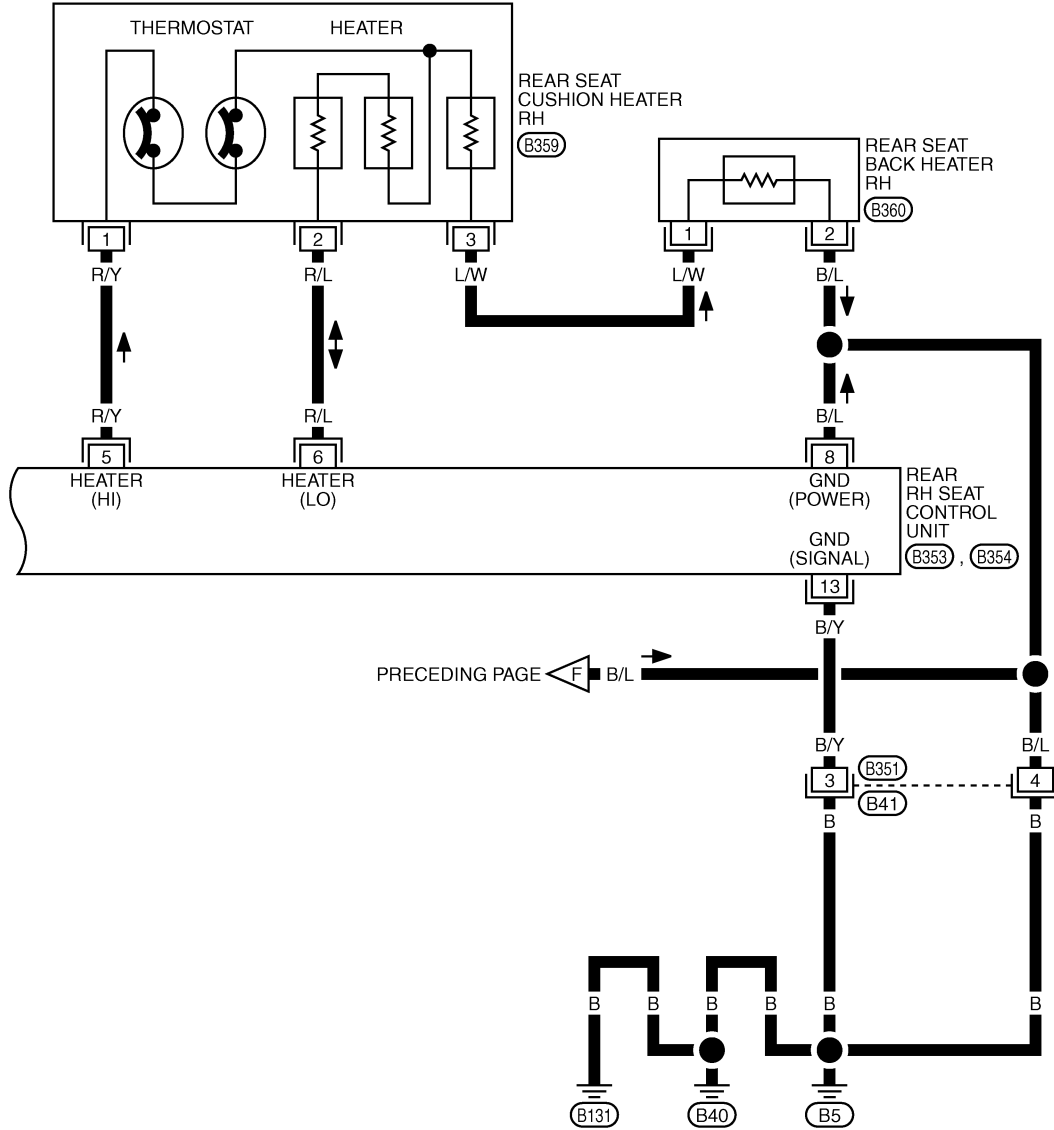 THERMOSTAT
HEATER
REAR SEAT
CUSHION HEATER
RH
B359
REAR SEAT
BACK HEATER
RH
B360
1
2
3
1
2
R/Y
R/L
L/W
L/W
B/L
R/Y
R/L
B/L
5
6
8
HEATER
(HI)
HEATER
(LO)
GND
(POWER)
GND
(SIGNAL)
REAR
RH SEAT
CONTROL
UNIT
B353 , B354
13
B/Y
PRECEDING PAGE
F
B/L
B/Y
B/L
3
B351
B41
4
B
B
B
B
B
B
B
B
B131
B40
B5